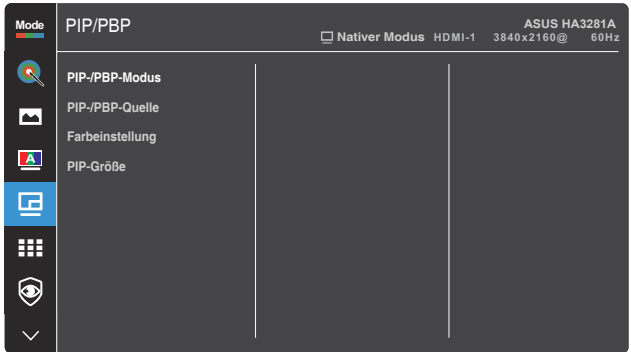 Mode
PIP/PBP
ASUS HA3281A
Nativer Modus HDMI-1 3840x2160@ 60Hz
A
PIP-/PBP-Modus
PIP-/PBP-Quelle
Farbeinstellung
PIP-Größe